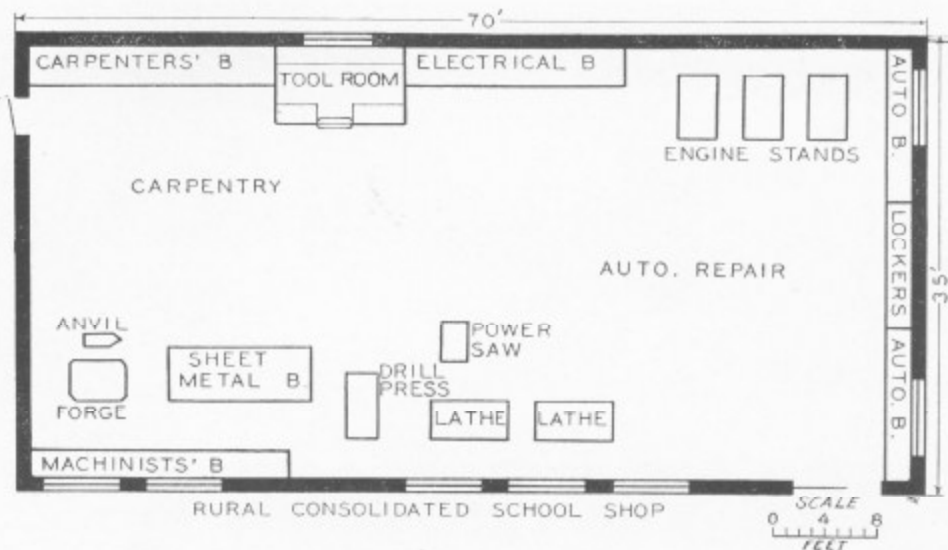 70'
CARPENTERS' B
TOOL ROOM
ELECTRICAL B
AUTO B.
ENGINE STANDS
CARPENTRY
LOCKERS
35'
AUTO. REPAIR
ANVIL
POWER
SAW
SHEET
METAL B.
DRILL
PRESS
FORGE
LATHE
LATHE
AUTO. B.
MACHINISTS' B
RURAL CONSOLIDATED SCHOOL SHOP
SCALE
0 4 8
FEET